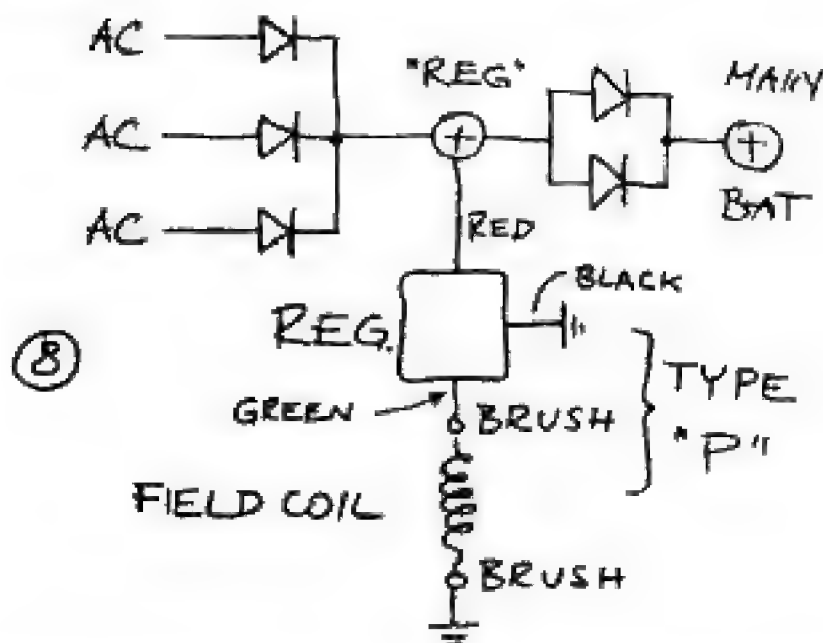 AC
"REG"
MAIN
AC
+
+
AC
BAT
RED
BLACK
REG.
8
GREEN
BRUSH
TYPE
"P"
FIELD COIL
BRUSH